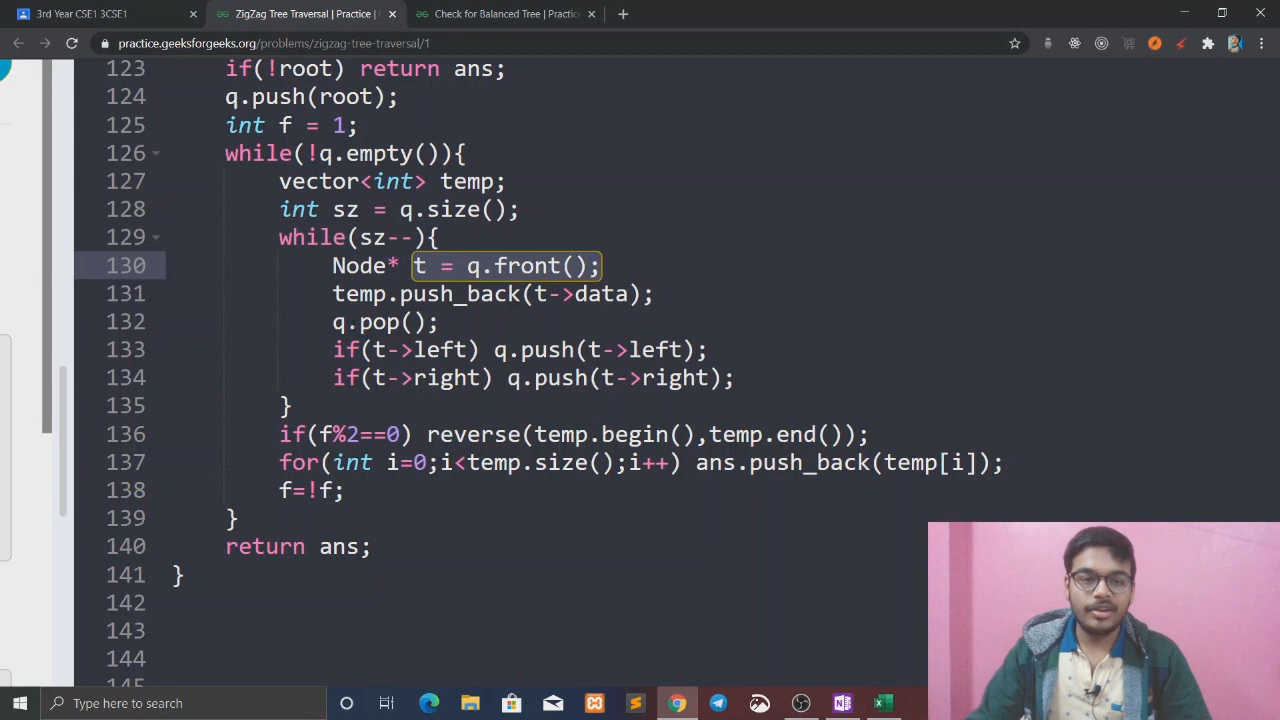 3rd Year CSE1 3CSE1
ZigZag Tree Traversal | Practice |
Check for Balanced Tree | Practic
practice.geeksforgeeks.org/problems/zigzag-tree-traversal/1
123 if(!root) return ans;
124 q.push(root);
125 int f = 1;
126 while(!q.empty()){
127 vector<int> temp;
128 int sz = q.size();
129 while(sz--){
130 Node* t = q.front();
131 temp.push_back(t->data);
132 q.pop();
133 if(t->left) q.push(t->left);
134 if(t->right) q.push(t->right);
135 }
136 if(f%2==0) reverse(temp.begin(),temp.end());
137 for(int i=0;i<temp.size();i++) ans.push_back(temp[i]);
138 f=!f;
139 }
140 return ans;
141 }
142
143
144
145
Type here to search